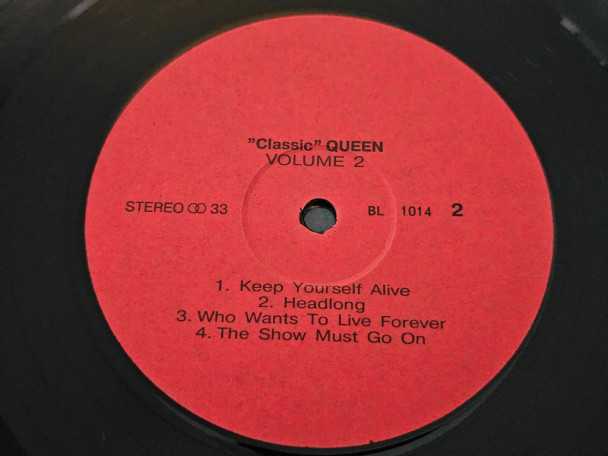 ”Classic” QUEEN
VOLUME 2
STEREO 33 BL 1014 2
1. Keep Yourself Alive
2. Headlong
3. Who Wants To Live Forever
4. The Show Must Go On